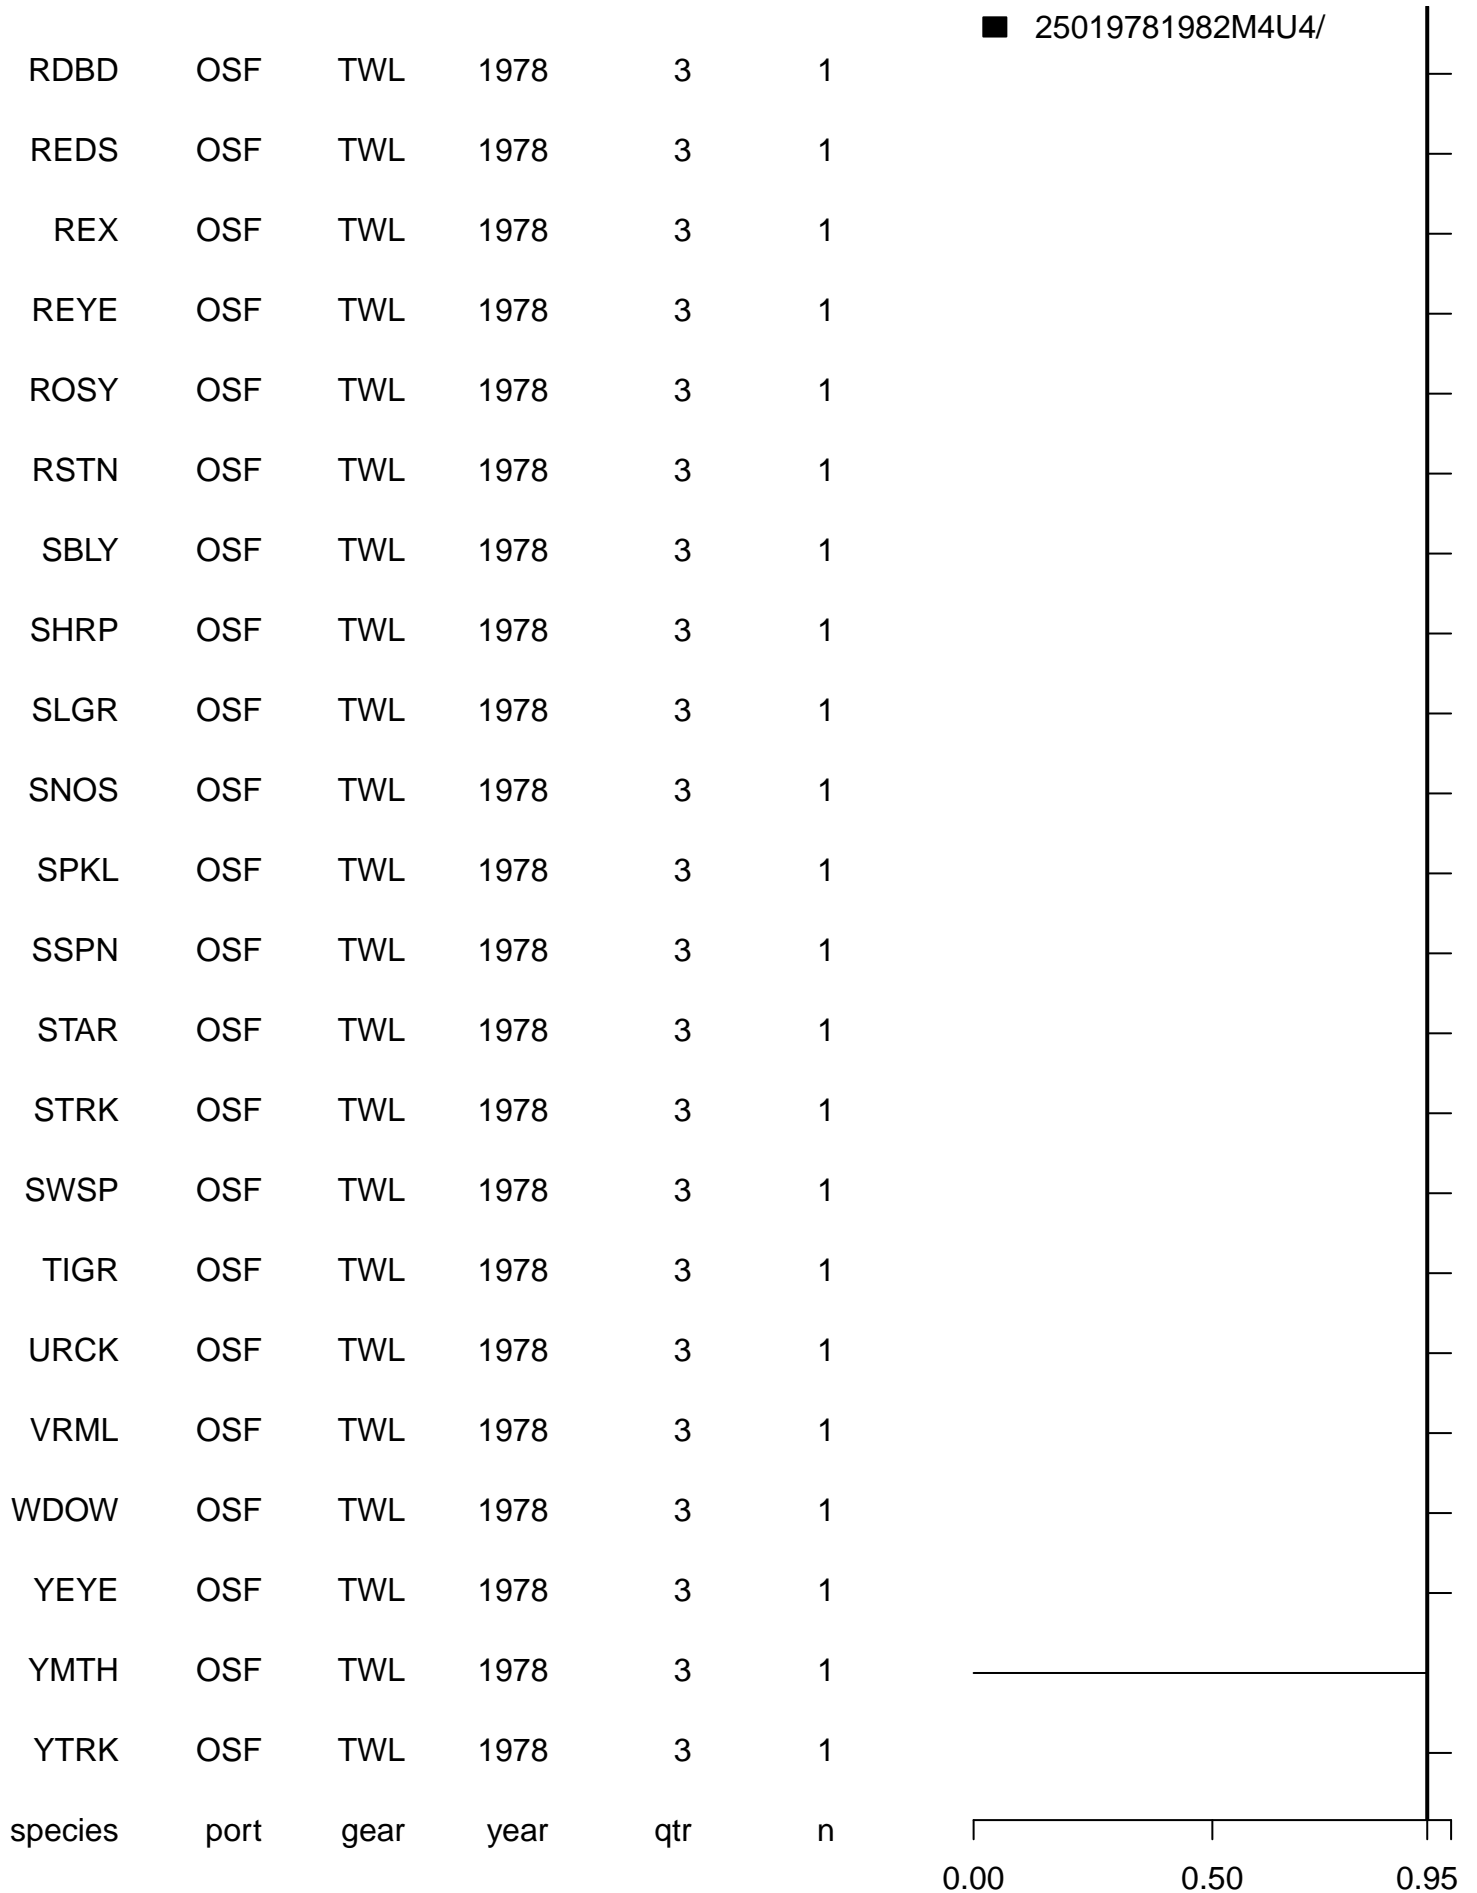 25019781982M4U4/
RDBD OSF TWL 1978 3 1
REDS OSF TWL 1978 3 1
REX OSF TWL 1978 3 1
REYE OSF TWL 1978 3 1
ROSY OSF TWL 1978 3 1
RSTN OSF TWL 1978 3 1
SBLY OSF TWL 1978 3 1
SHRP OSF TWL 1978 3 1
SLGR OSF TWL 1978 3 1
SNOS OSF TWL 1978 3 1
SPKL OSF TWL 1978 3 1
SSPN OSF TWL 1978 3 1
STAR OSF TWL 1978 3 1
STRK OSF TWL 1978 3 1
SWSP OSF TWL 1978 3 1
TIGR OSF TWL 1978 3 1
URCK OSF TWL 1978 3 1
VRML OSF TWL 1978 3 1
WDOW OSF TWL 1978 3 1
YEYE OSF TWL 1978 3 1
YMTH OSF TWL 1978 3 1
YTRK OSF TWL 1978 3 1
species port gear year qtr n
0.00 0.50 0.95